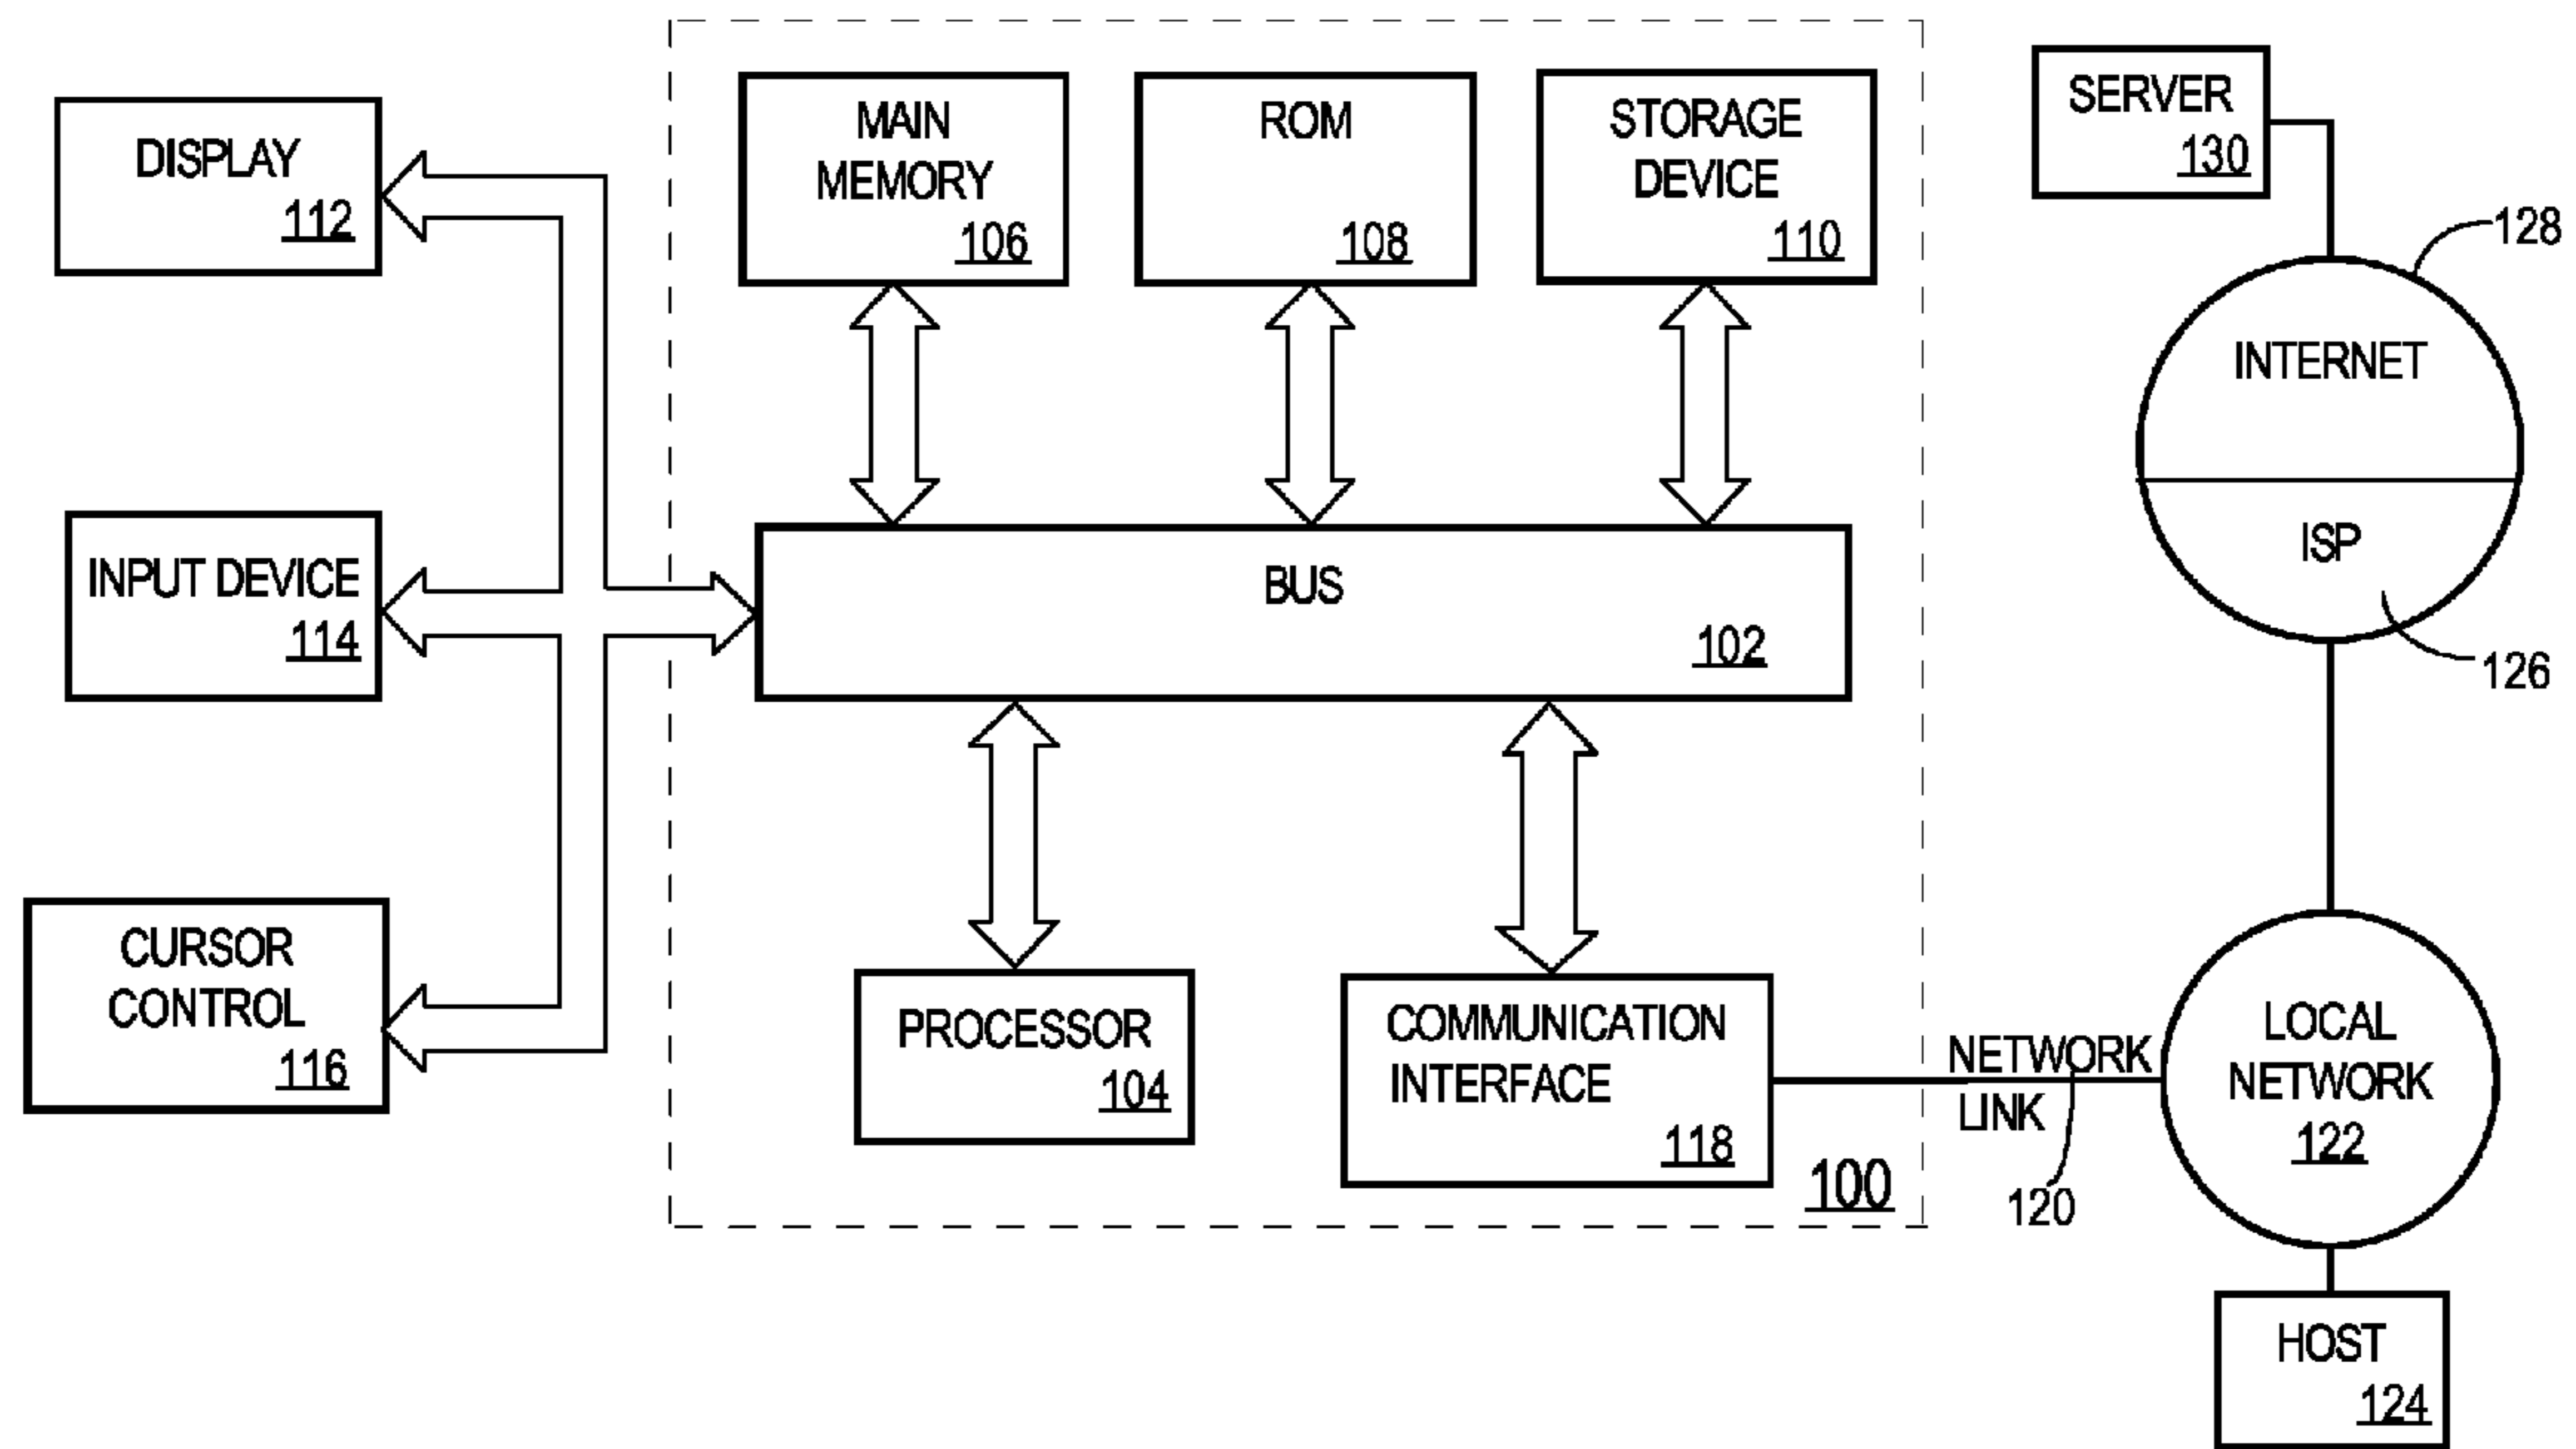 DISPLAY
112
INPUT DEVICE
114
CURSOR
CONTROL
116
MAIN
MEMORY
106
ROM
108
STORAGE
DEVICE
110
BUS
102
PROCESSOR
104
COMMUNICATION
INTERFACE
118
100
NETWORK
LINK
120
SERVER
130
128
INTERNET
ISP
126
LOCAL
NETWORK
122
HOST
124